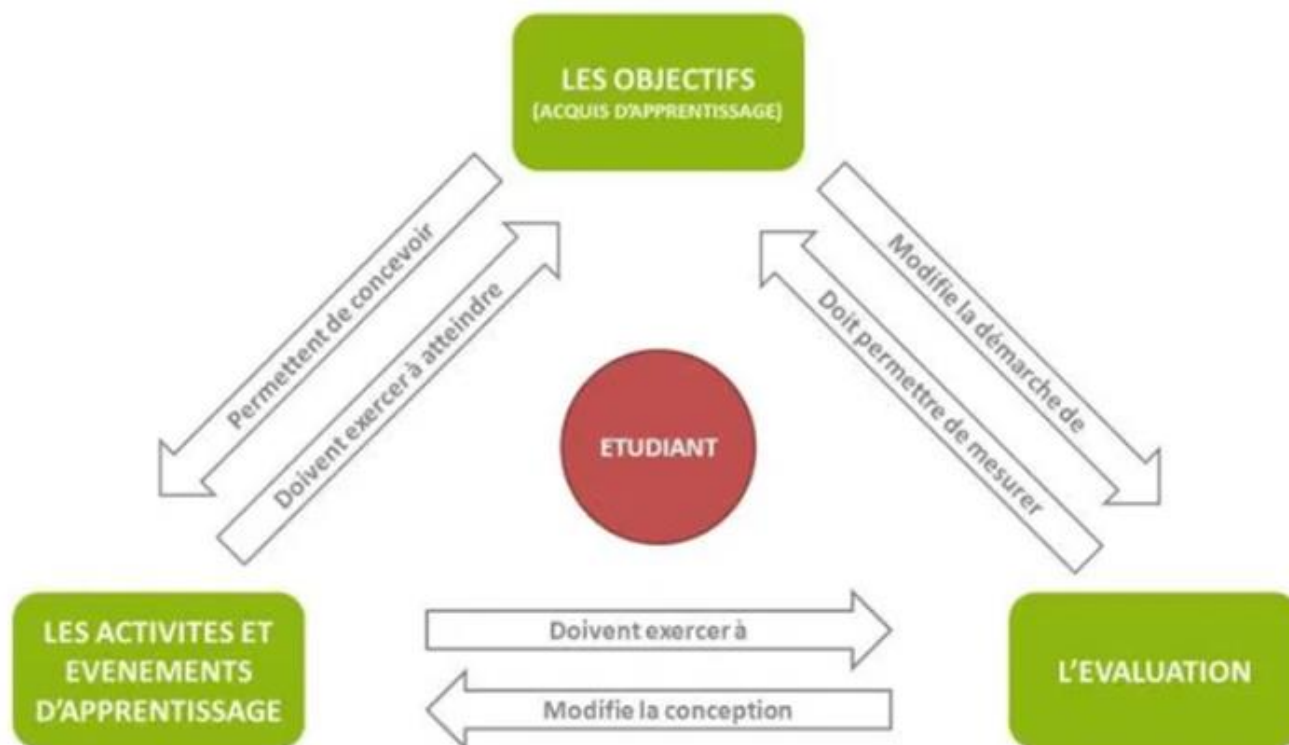 LES OBJECTIFS
(ACQUIS D'APPRENTISSAGE)
Permettent de concevoir
Doivent exercer à atteindre
Modifie la démarche de
Doit permettre de mesurer
ETUDIANT
LES ACTIVITES ET
EVENEMENTS
D'APPRENTISSAGE
Doivent exercer à
Modifie la conception
L'EVALUATION